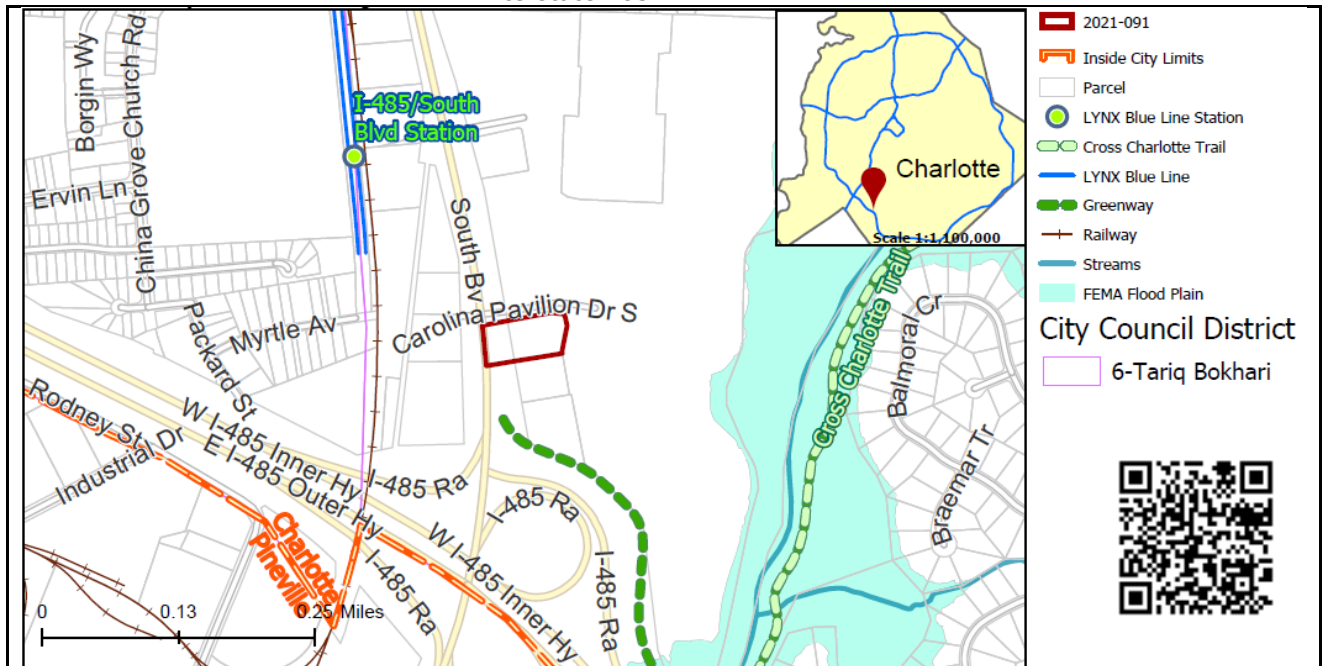 Borgin Wy
China Grove Church Rd
I-485/South
Blvd Station
Ervin Ln
South Bv
Packard St
Myrtle Av
Carolina Pavilion Dr S
Rodney St
Industrial Dr
W I-485 Inner Hy
E I-485 Outer Hy
I-485 Ra
I-485 Ra
I-485 Ra
I-485 Ra
W I-485 Inner Hy
Charlotte
Pineville
Cross Charlotte Trail
Cross Charlotte Trail
Balmoral Cr
Braemar Tr
0
0.13
0.25 Miles
Charlotte
Scale 1:1,100,000
2021-091
Inside City Limits
Parcel
LYNX Blue Line Station
Cross Charlotte Trail
LYNX Blue Line
Greenway
Railway
Streams
FEMA Flood Plain
City Council District
6-Tariq Bokhari